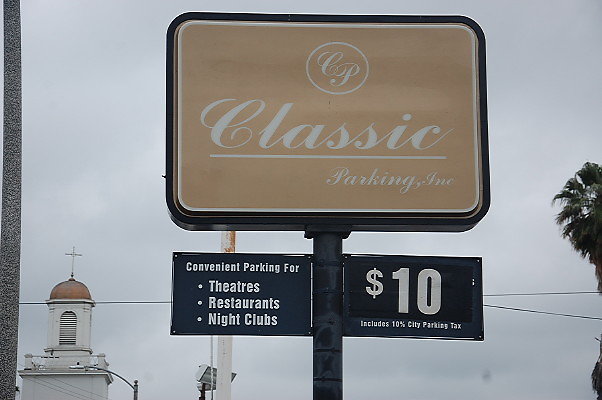 CP
Classic
Parking, Inc
Convenient Parking For
• Theatres
• Restaurants
• Night Clubs
$10
Includes 10% City Parking Tax